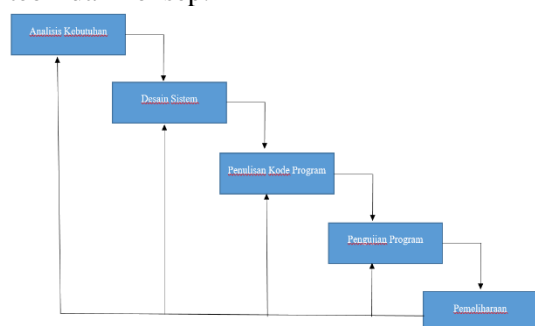 Analisis Kebutuhan
Desain Sistem
Penulisan Kode Program
Pengujian Program
Pemeliharaan